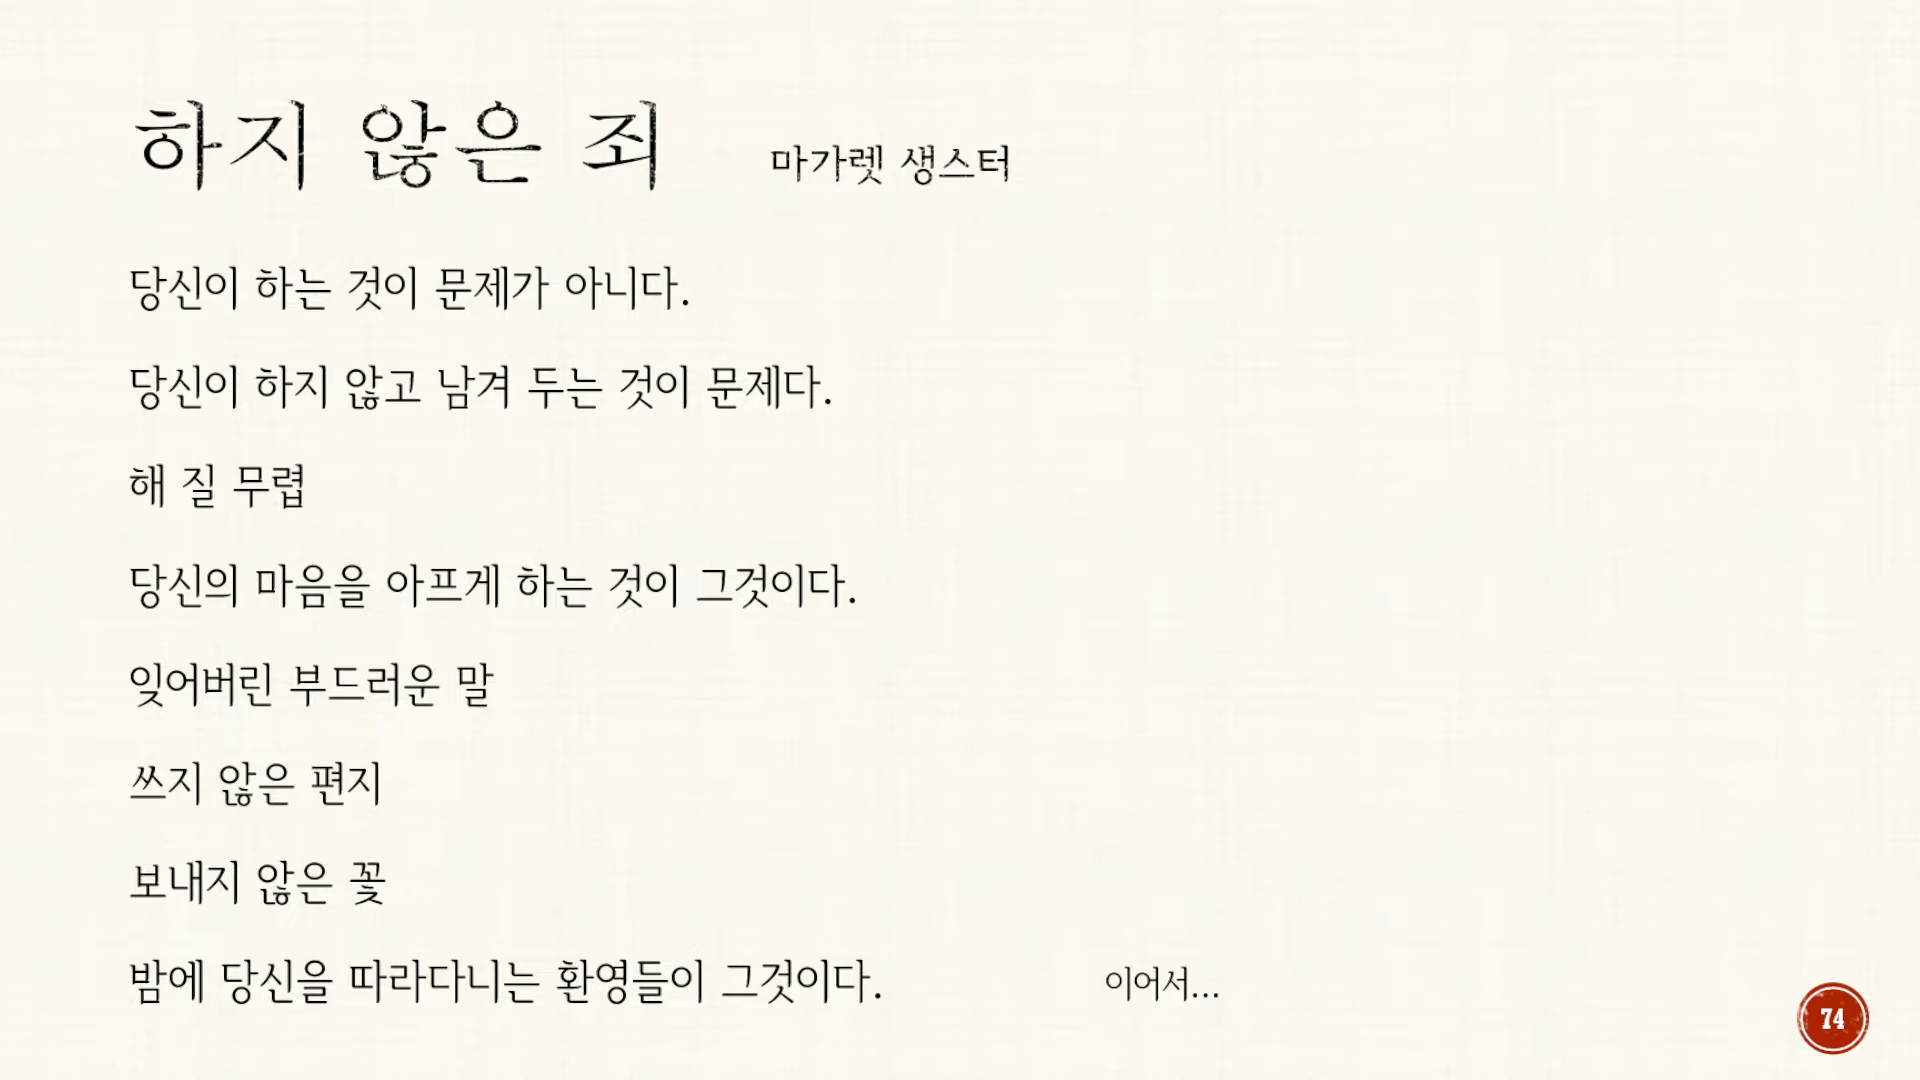 하지 않은 죄 마가렛 생스터
당신이 하는 것이 문제가 아니다.
당신이 하지 않고 남겨 두는 것이 문제다.
해 질 무렵
당신의 마음을 아프게 하는 것이 그것이다.
잊어버린 부드러운 말
쓰지 않은 편지
보내지 않은 꽃
밤에 당신을 따라다니는 환영들이 그것이다. 이어서...
74